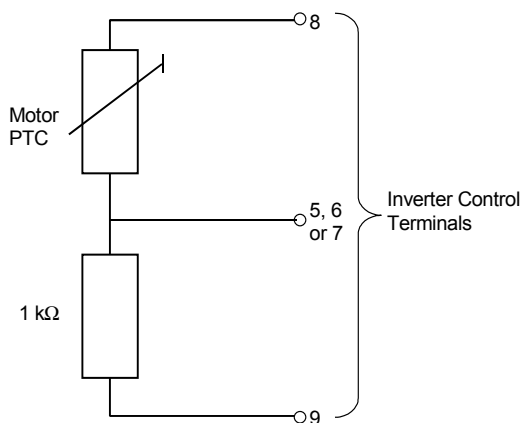 8
Motor
PTC
5, 6
or 7
Inverter Control
Terminals
1 kΩ
9